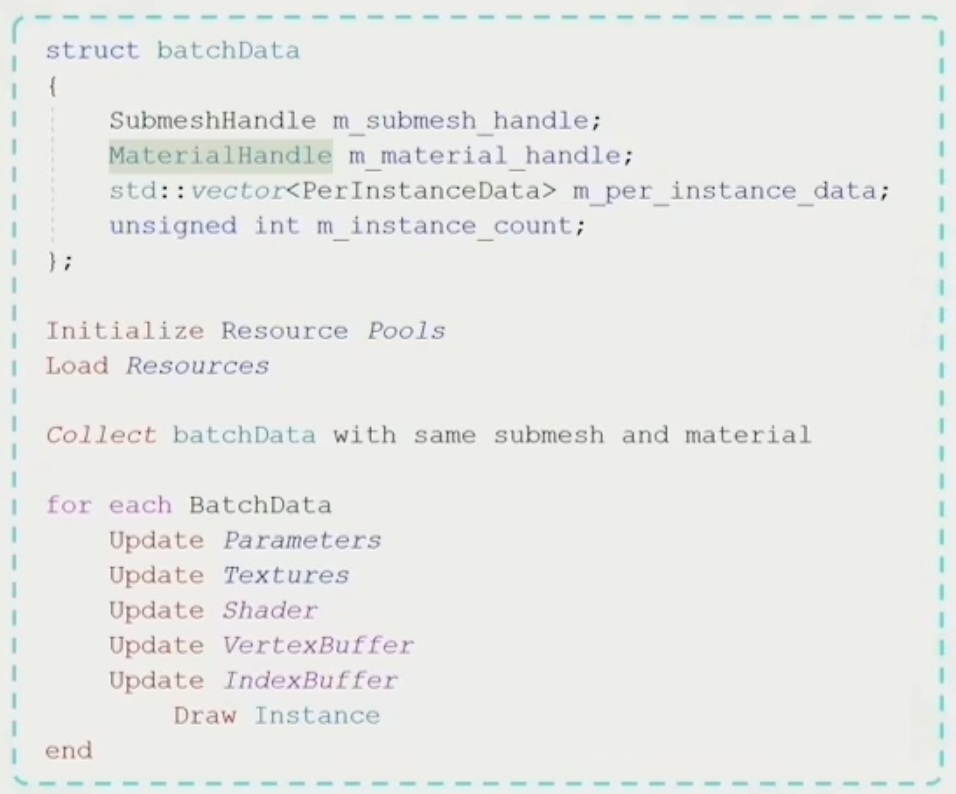 struct batchData
{
SubmeshHandle m_submesh_handle;
MaterialHandle m_material_handle;
std::vector<PerInstanceData> m_per_instance_data;
unsigned int m_instance_count;
};
Initialize Resource Pools
Load Resources
Collect batchData with same submesh and material
for each BatchData
Update Parameters
Update Textures
Update Shader
Update VertexBuffer
Update IndexBuffer
Draw Instance
end